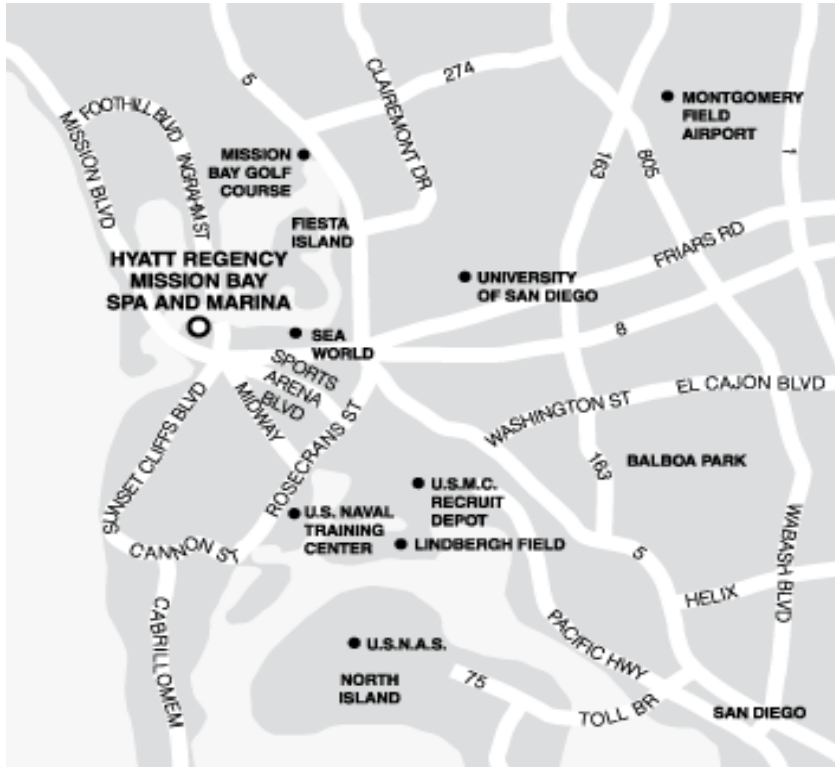 5
CLAIREMONT DR
274
MONTGOMERY
FIELD
AIRPORT
FOOTHILL BLVD
MISSION BLVD
INGRAHM ST
MISSION
BAY GOLF
COURSE
163
805
1
FIESTA
ISLAND
FRIARS RD
HYATT REGENCY
MISSION BAY
SPA AND MARINA
UNIVERSITY
OF SAN DIEGO
SEA
WORLD
8
SPORTS
ARENA
BLVD
MIDWAY
EL CAJON BLVD
WASHINGTON ST
SUNSET CLIFFS BLVD
ROSECRANS ST
163
BALBOA PARK
U.S.M.C.
RECRUIT
DEPOT
U.S. NAVAL
TRAINING
CENTER
LINDBERGH FIELD
CANNON ST
5
WABASH BLVD
HELIX
CABRILLOMEM
PACIFIC HWY
U.S.N.A.S.
NORTH
ISLAND
75
TOLL BR
SAN DIEGO